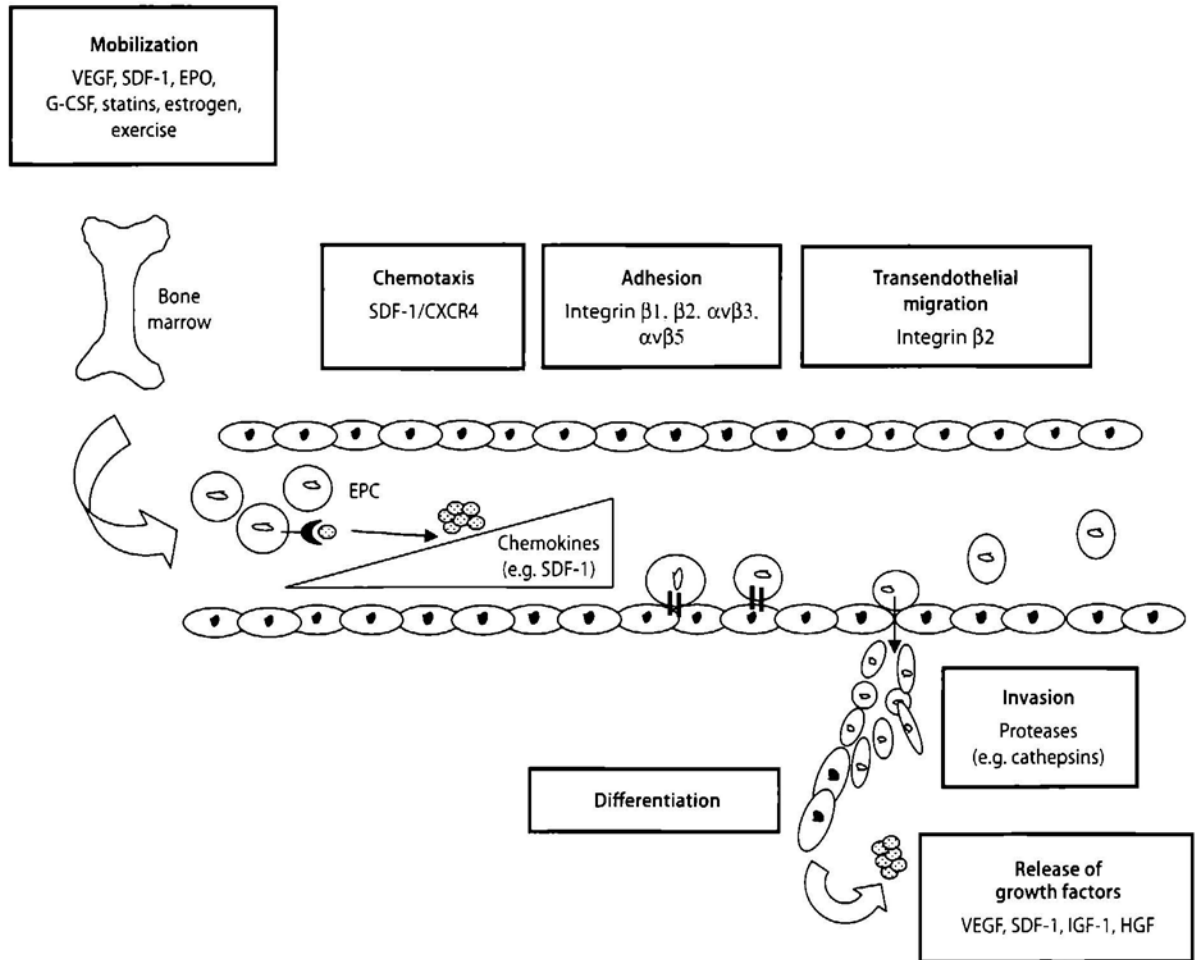 Mobilization
VEGF, SDF-1, EPO,
G-CSF, statins, estrogen,
exercise
Bone
marrow
Chemotaxis
SDF-1/CXCR4
Adhesion
Integrin β1, β2, αvβ3,
αvβ5
Transendothelial
migration
Integrin β2
EPC
Chemokines
(e.g. SDF-1)
Invasion
Proteases
(e.g. cathepsins)
Differentiation
Release of
growth factors
VEGF, SDF-1, IGF-1, HGF